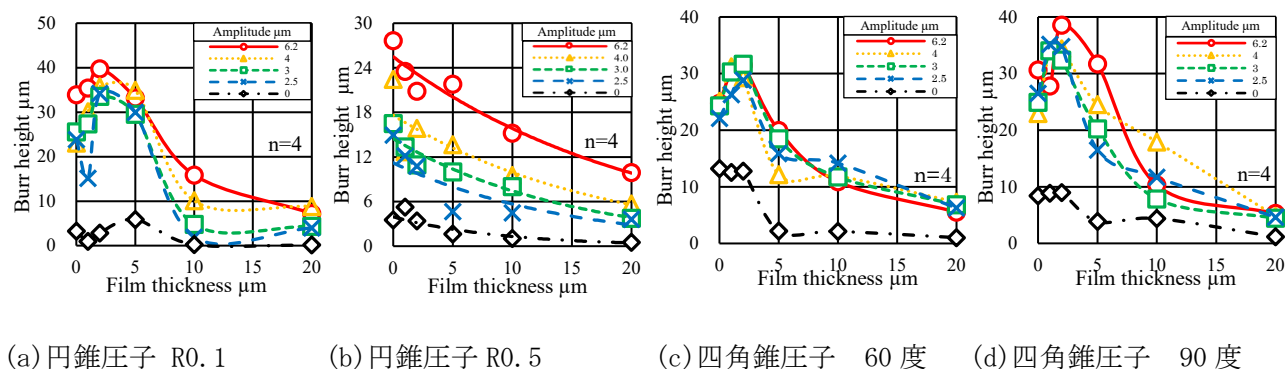 Amplitude µm
6.2
4
3
2.5
0
n=4
Burr height µm
50
40
30
20
10
0
0 5 10 15 20
Film thickness µm
(a)円錐圧子 R0.1
Amplitude µm
6.2
4.0
3.0
2.5
0
n=4
Burr height µm
30
24
18
12
6
0
0 5 10 15 20
Film thickness µm
(b)円錐圧子 R0.5
Amplitude µm
6.2
4
3
2.5
0
n=4
Burr height µm
40
30
20
10
0
0 5 10 15 20
Film thickness µm
(c)四角錐圧子 60 度
Amplitude µm
6.2
4
3
2.5
0
n=4
Burr height µm
40
30
20
10
0
0 5 10 15 20
Film thickness µm
(d)四角錐圧子 90 度